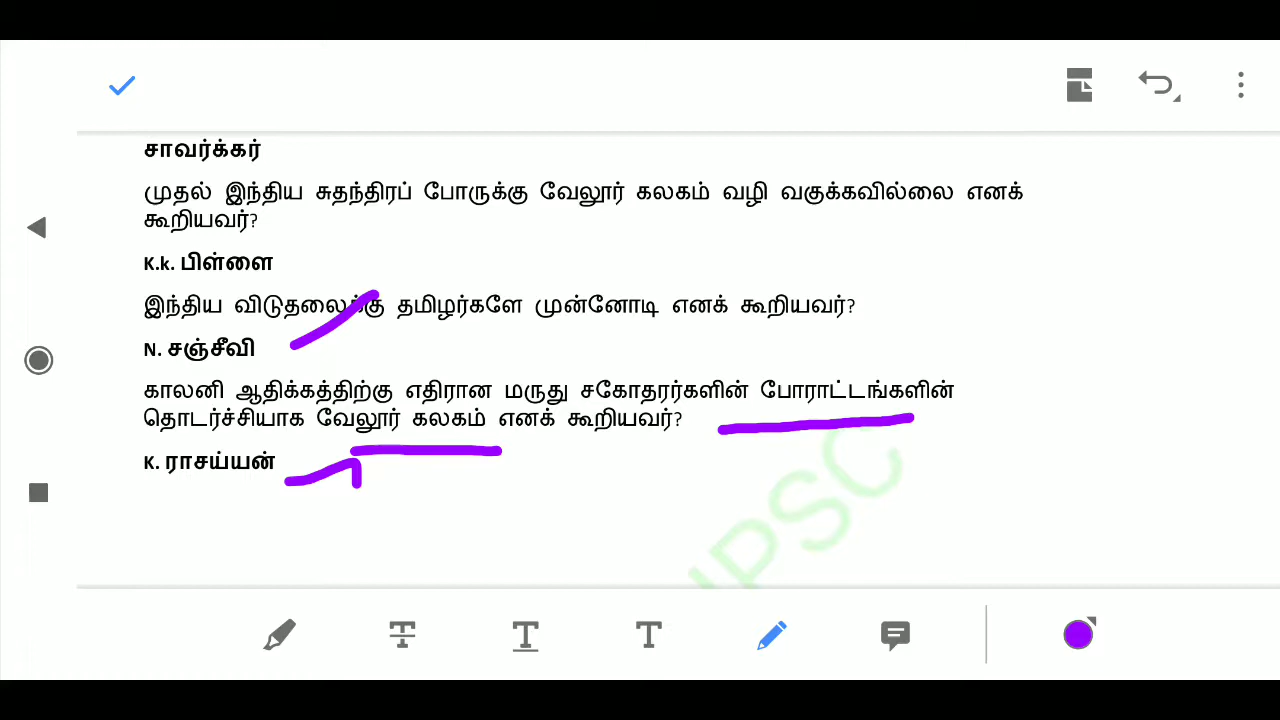 சாவர்க்கர்
முதல் இந்திய சுதந்திரப் போருக்கு வேலூர் கலகம் வழி வகுக்கவில்லை எனக்
கூறியவர்?
K.k. பிள்ளை
இந்திய விடுதலைக்கு தமிழர்களே முன்னோடி எனக் கூறியவர்?
N. சஞ்சீவி
காலனி ஆதிக்கத்திற்கு எதிரான மருது சகோதரர்களின் போராட்டங்களின்
தொடர்ச்சியாக வேலூர் கலகம் எனக் கூறியவர்?
K. ராசய்யன்